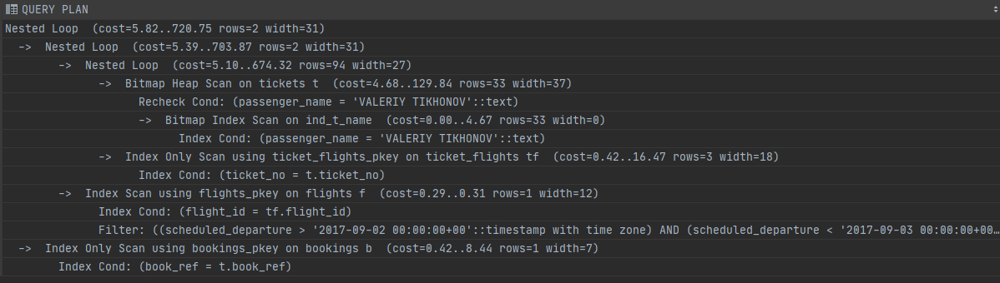 QUERY PLAN
Nested Loop  (cost=5.82..720.75 rows=2 width=31)
->  Nested Loop  (cost=5.39..703.87 rows=2 width=31)
->  Nested Loop  (cost=5.10..674.32 rows=94 width=27)
->  Bitmap Heap Scan on tickets t  (cost=4.68..129.84 rows=33 width=37)
Recheck Cond: (passenger_name = 'VALERIY TIKHONOV'::text)
->  Bitmap Index Scan on ind_t_name  (cost=0.00..4.67 rows=33 width=0)
Index Cond: (passenger_name = 'VALERIY TIKHONOV'::text)
->  Index Only Scan using ticket_flights_pkey on ticket_flights tf  (cost=0.42..16.47 rows=3 width=18)
Index Cond: (ticket_no = t.ticket_no)
->  Index Scan using flights_pkey on flights f  (cost=0.29..0.31 rows=1 width=12)
Index Cond: (flight_id = tf.flight_id)
Filter: ((scheduled_departure > '2017-09-02 00:00:00+00'::timestamp with time zone) AND (scheduled_departure < '2017-09-03 00:00:00+00…
->  Index Only Scan using bookings_pkey on bookings b  (cost=0.42..8.44 rows=1 width=7)
Index Cond: (book_ref = t.book_ref)